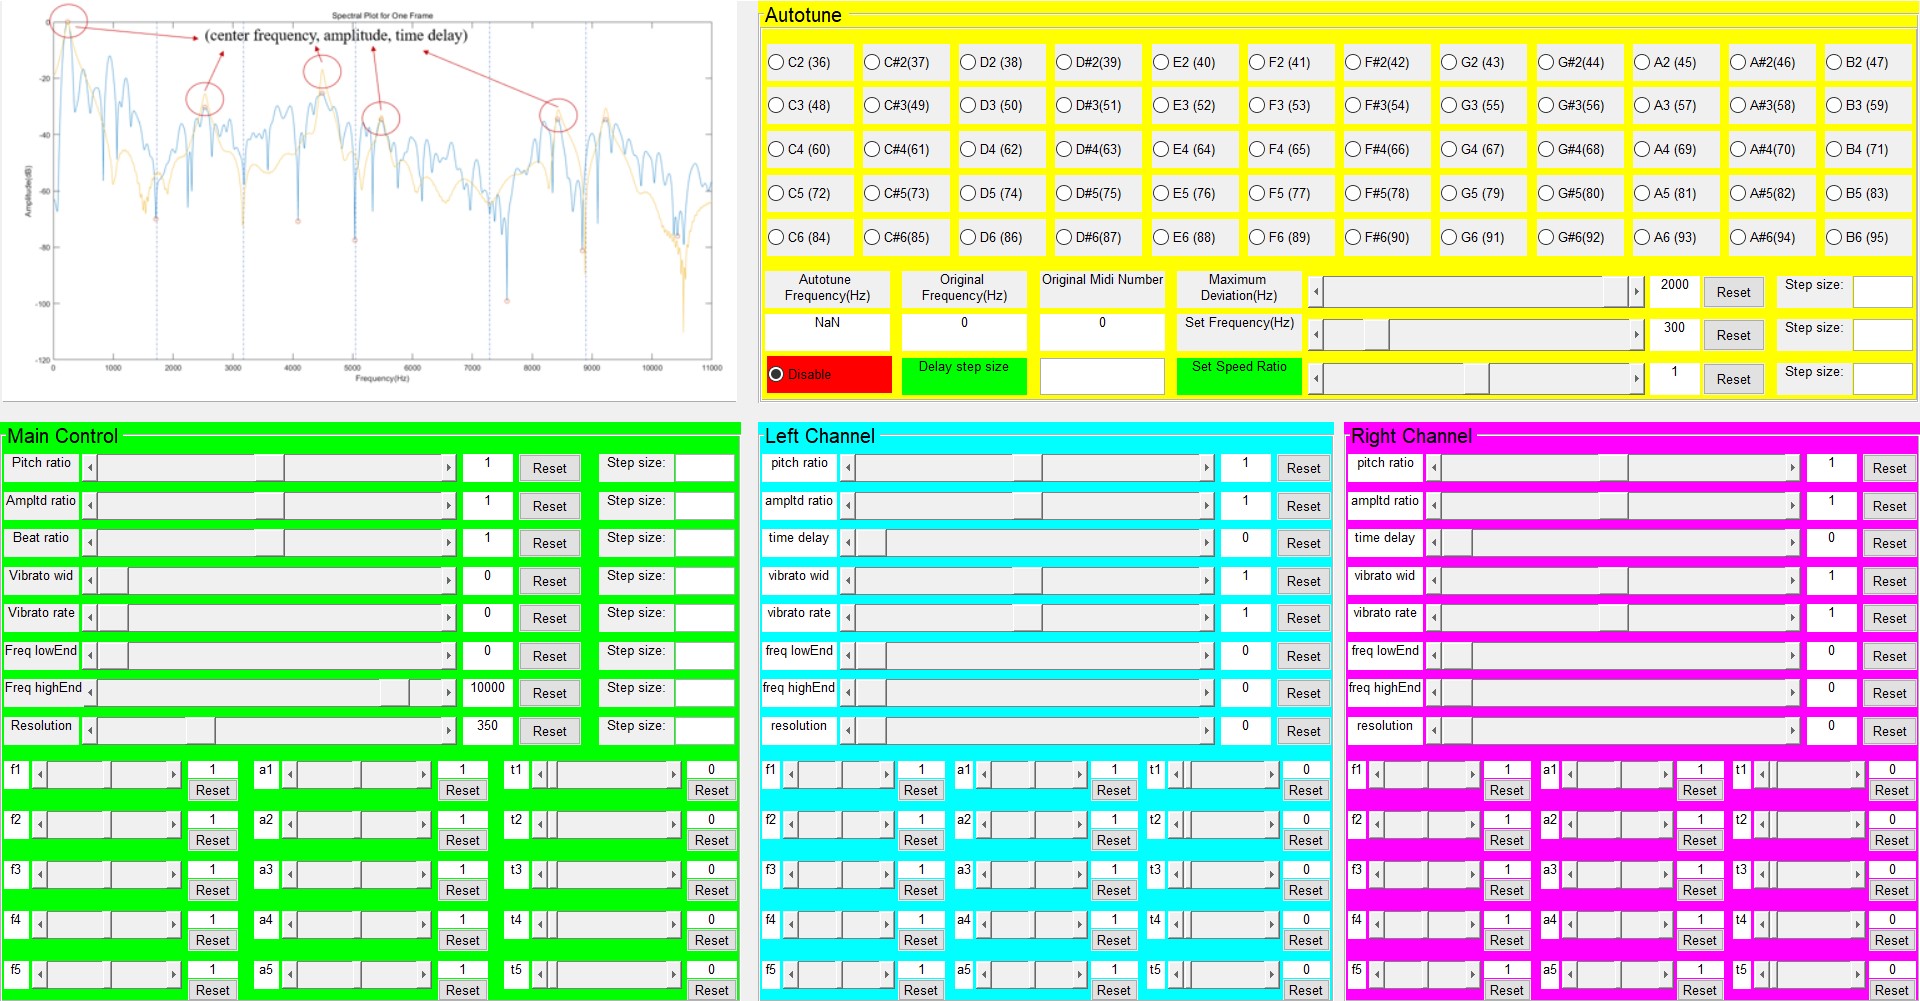 Spectral Plot for One Frame
(center frequency, amplitude, time delay)
Amplitude(dB)
0
-20
-40
-60
-80
-100
-120
0 1000 2000 3000 4000 5000 6000 7000 8000 9000 10000 11000
Frequency(Hz)
Autotune
C2 (36) C#2(37) D2 (38) D#2(39) E2 (40) F2 (41) F#2(42) G2 (43) G#2(44) A2 (45) A#2(46) B2 (47)
C3 (48) C#3(49) D3 (50) D#3(51) E3 (52) F3 (53) F#3(54) G3 (55) G#3(56) A3 (57) A#3(58) B3 (59)
C4 (60) C#4(61) D4 (62) D#4(63) E4 (64) F4 (65) F#4(66) G4 (67) G#4(68) A4 (69) A#4(70) B4 (71)
C5 (72) C#5(73) D5 (74) D#5(75) E5 (76) F5 (77) F#5(78) G5 (79) G#5(80) A5 (81) A#5(82) B5 (83)
C6 (84) C#6(85) D6 (86) D#6(87) E6 (88) F6 (89) F#6(90) G6 (91) G#6(92) A6 (93) A#6(94) B6 (95)
Autotune
Frequency(Hz)
Original
Frequency(Hz)
Original Midi Number
Maximum
Deviation(Hz)
2000 Reset Step size:
NaN 0 0 Set Frequency(Hz) 300 Reset Step size:
Disable Delay step size Set Speed Ratio 1 Reset Step size:
Main Control
Pitch ratio 1 Reset Step size:
Ampltd ratio 1 Reset Step size:
Beat ratio 1 Reset Step size:
Vibrato wid 0 Reset Step size:
Vibrato rate 0 Reset Step size:
Freq lowEnd 0 Reset Step size:
Freq highEnd 10000 Reset Step size:
Resolution 350 Reset Step size:
f1 1 a1 1 t1 0
Reset Reset Reset
f2 1 a2 1 t2 0
Reset Reset Reset
f3 1 a3 1 t3 0
Reset Reset Reset
f4 1 a4 1 t4 0
Reset Reset Reset
f5 1 a5 1 t5 0
Reset Reset Reset
Left Channel
pitch ratio 1 Reset
ampltd ratio 1 Reset
time delay 0 Reset
vibrato wid 1 Reset
vibrato rate 1 Reset
freq lowEnd 0 Reset
freq highEnd 0 Reset
resolution 0 Reset
f1 1 a1 1 t1 0
Reset Reset Reset
f2 1 a2 1 t2 0
Reset Reset Reset
f3 1 a3 1 t3 0
Reset Reset Reset
f4 1 a4 1 t4 0
Reset Reset Reset
f5 1 a5 1 t5 0
Reset Reset Reset
Right Channel
pitch ratio 1 Reset
ampltd ratio 1 Reset
time delay 0 Reset
vibrato wid 1 Reset
vibrato rate 1 Reset
freq lowEnd 0 Reset
freq highEnd 0 Reset
resolution 0 Reset
f1 1 a1 1 t1 0
Reset Reset Reset
f2 1 a2 1 t2 0
Reset Reset Reset
f3 1 a3 1 t3 0
Reset Reset Reset
f4 1 a4 1 t4 0
Reset Reset Reset
f5 1 a5 1 t5 0
Reset Reset Reset